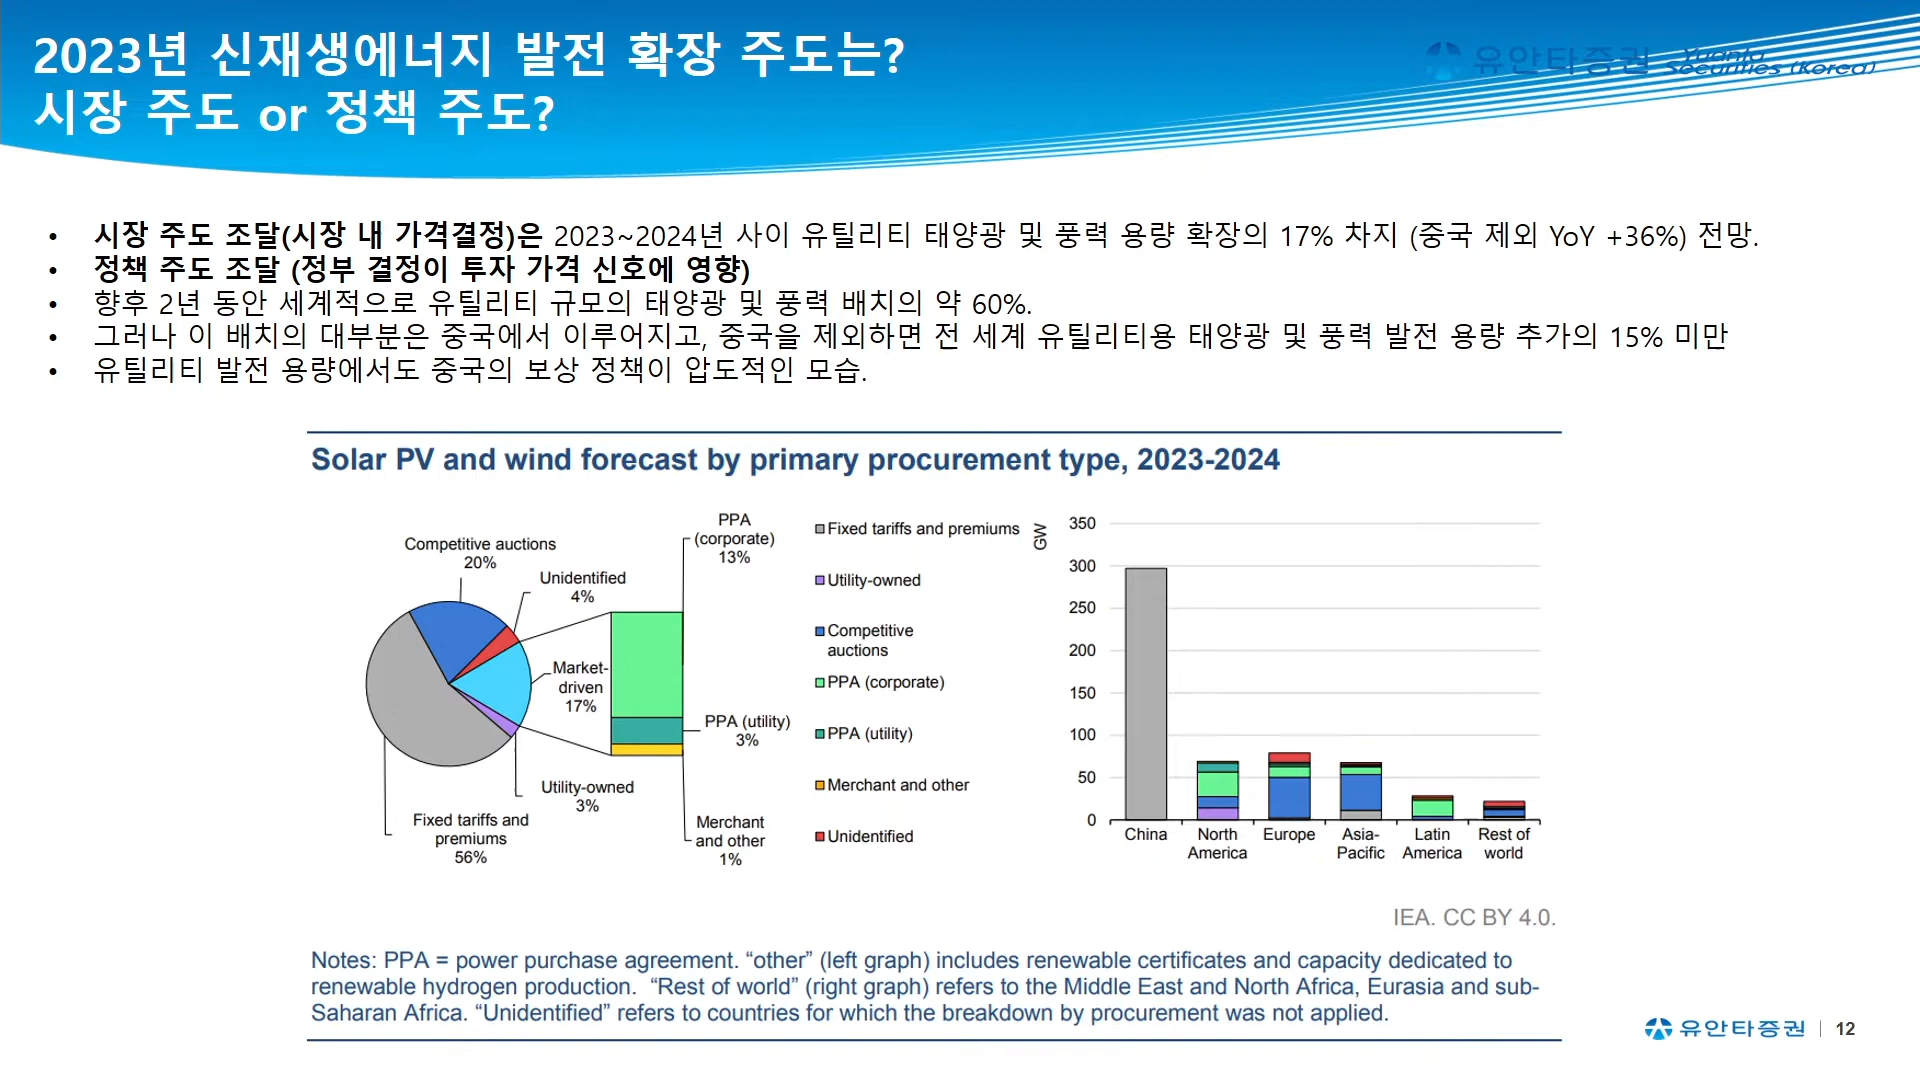 2023년 신재생에너지 발전 확장 주도는?
시장 주도 or 정책 주도?
유안타증권 Yuanta Securities (Korea)
• 시장 주도 조달(시장 내 가격결정)은 2023~2024년 사이 유틸리티 태양광 및 풍력 용량 확장의 17% 차지 (중국 제외 YoY +36%) 전망.
• 정책 주도 조달 (정부 결정이 투자 가격 신호에 영향)
• 향후 2년 동안 세계적으로 유틸리티 규모의 태양광 및 풍력 배치의 약 60%.
• 그러나 이 배치의 대부분은 중국에서 이루어지고, 중국을 제외하면 전 세계 유틸리티용 태양광 및 풍력 발전 용량 추가의 15% 미만
• 유틸리티 발전 용량에서도 중국의 보상 정책이 압도적인 모습.
Solar PV and wind forecast by primary procurement type, 2023-2024
Competitive auctions
20%
Unidentified
4%
Market-
driven
17%
Utility-owned
3%
Fixed tariffs and
premiums
56%
PPA
(corporate)
13%
PPA (utility)
3%
Merchant
and other
1%
Fixed tariffs and premiums
Utility-owned
Competitive
auctions
PPA (corporate)
PPA (utility)
Merchant and other
Unidentified
GW
350
300
250
200
150
100
50
0
China
North
America
Europe
Asia-
Pacific
Latin
America
Rest of
world
IEA. CC BY 4.0.
Notes: PPA = power purchase agreement. “other” (left graph) includes renewable certificates and capacity dedicated to
renewable hydrogen production. “Rest of world” (right graph) refers to the Middle East and North Africa, Eurasia and sub-
Saharan Africa. “Unidentified” refers to countries for which the breakdown by procurement was not applied.
유안타증권 | 12